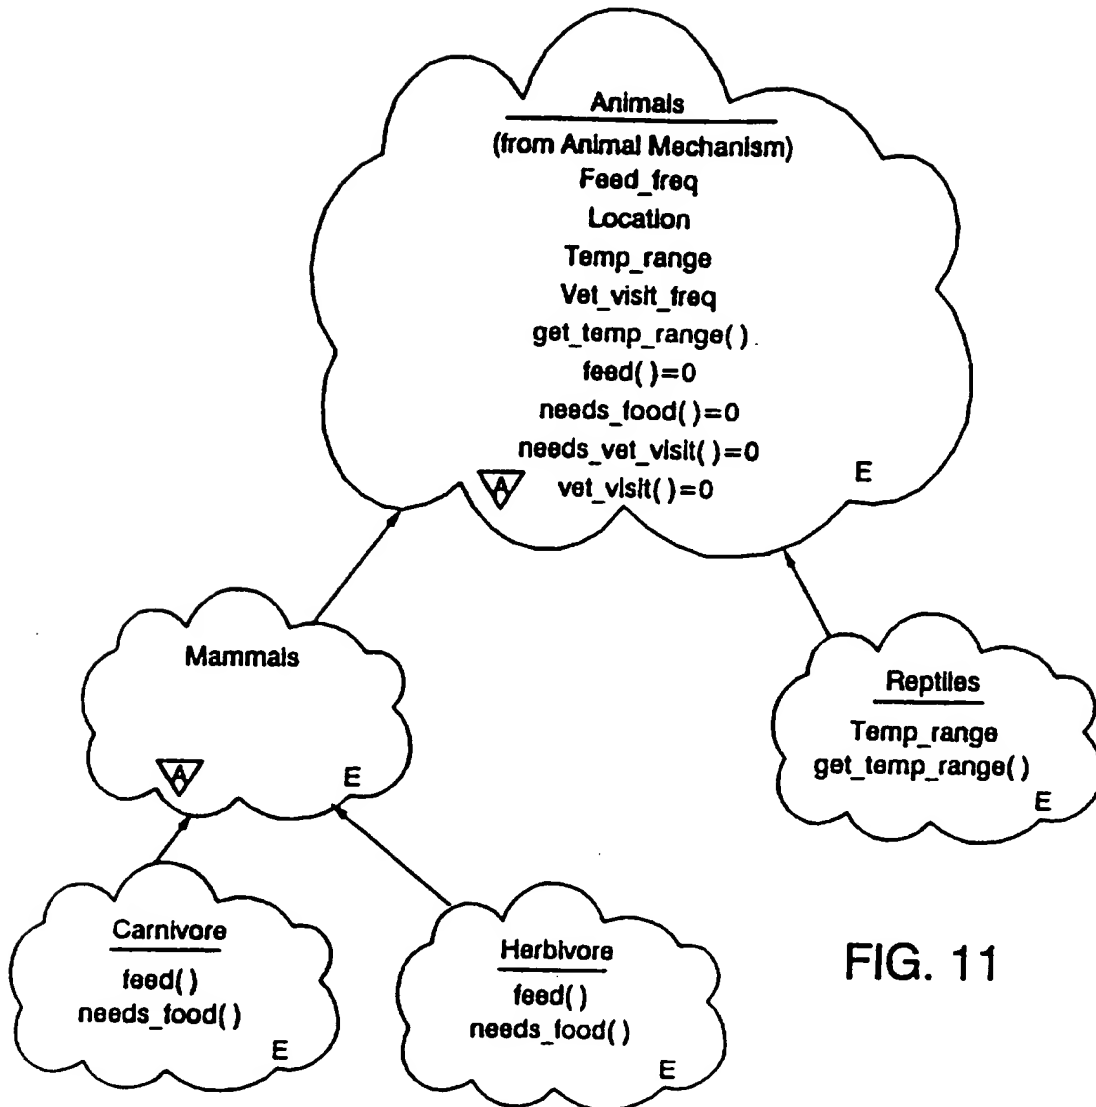 Animals
(from Animal Mechanism)
Feed_freq
Location
Temp_range
Vet_visit_freq
get_temp_range( )
feed( )=0
needs_food( )=0
needs_vet_visit( )=0
vet_visit( )=0
A
E
Mammals
A
E
Reptiles
Temp_range
get_temp_range( )
E
Carnivore
feed( )
needs_food( )
E
Herbivore
feed( )
needs_food( )
E
FIG. 11